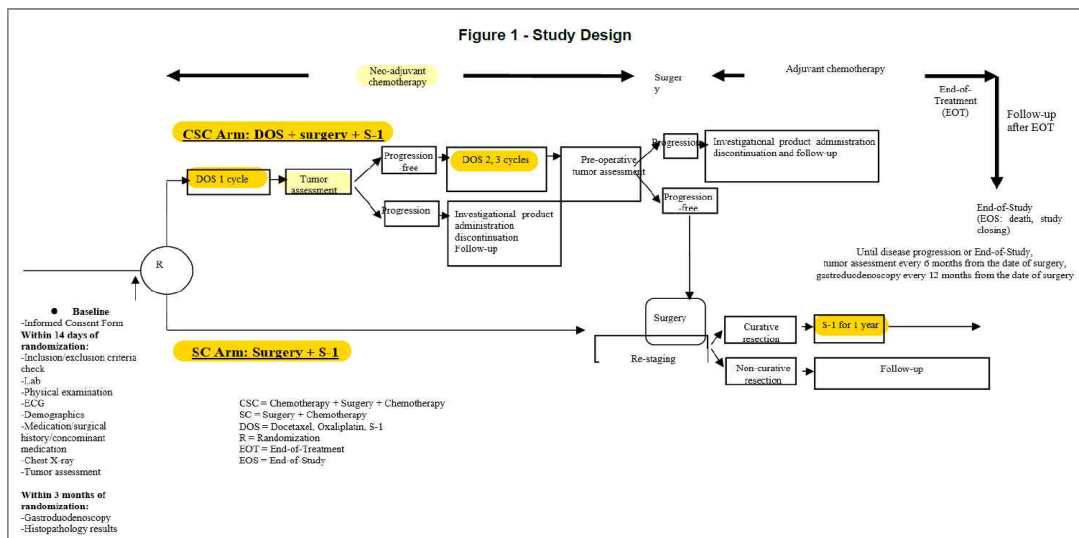 Figure 1 - Study Design
Neo-adjuvant
chemotherapy
Surger
y
Adjuvant chemotherapy
End-of-
Treatment
(EOT)
Follow-up
after EOT
CSC Arm: DOS + surgery + S-1
DOS 1 cycle
Tumor
assessment
Progression
-free
DOS 2, 3 cycles
Pre-operative
tumor assessment
Progression
Investigational product administration
discontinuation and follow-up
Progression
Investigational product
administration
discontinuation
Follow-up
Progression
-free
End-of-Study
(EOS: death, study
closing)
Until disease progression or End-of-Study,
tumor assessment every 6 months from the date of surgery,
gastroduodenoscopy every 12 months from the date of surgery
R
● Baseline
-Informed Consent Form
Within 14 days of
randomization:
-Inclusion/exclusion criteria
check
-Lab
-Physical examination
-ECG
-Demographics
-Medication/surgical
history/concominant
medication
-Chest X-ray
-Tumor assessment
Within 3 months of
randomization:
-Gastroduodenoscopy
-Histopathology results
SC Arm: Surgery + S-1
Surgery
Re-staging
Curative
resection
S-1 for 1 year
Non-curative
resection
Follow-up
CSC = Chemotherapy + Surgery + Chemotherapy
SC = Surgery + Chemotherapy
DOS = Docetaxel, Oxaliplatin, S-1
R = Randomization
EOT = End-of-Treatment
EOS = End-of-Study